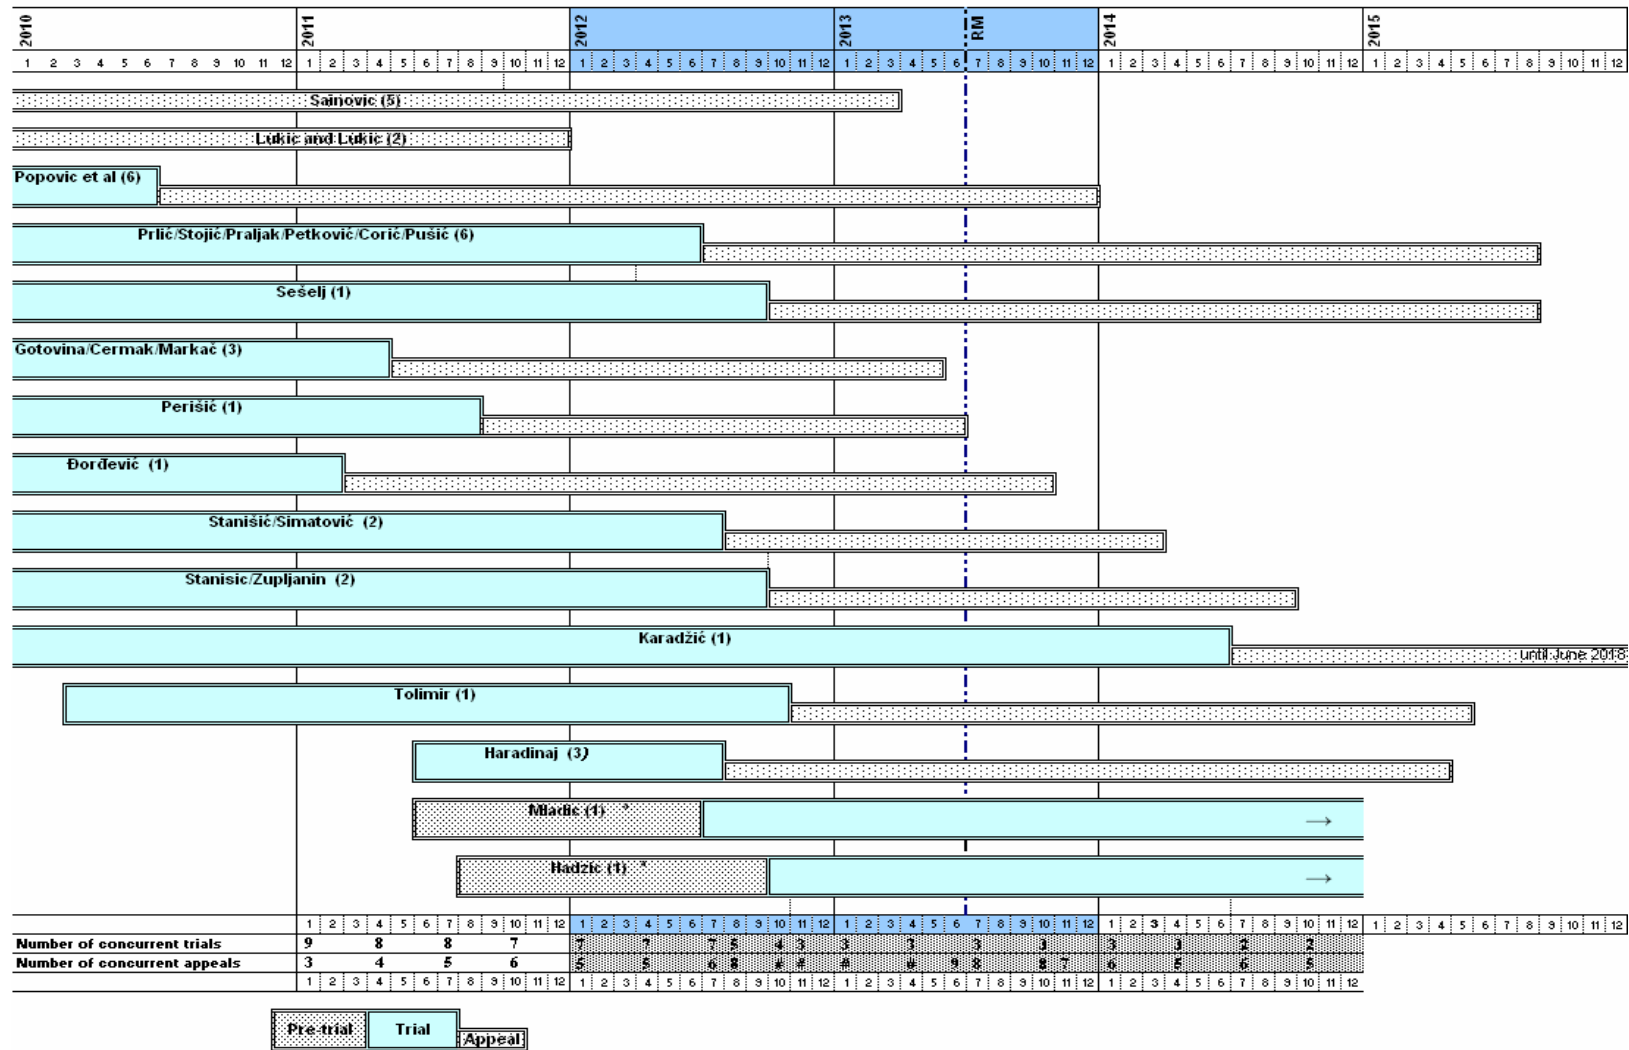 2010 2011 2012 2013 RM 2014 2015
1 2 3 4 5 6 7 8 9 10 11 12 1 2 3 4 5 6 7 8 9 10 11 12 1 2 3 4 5 6 7 8 9 10 11 12 1 2 3 4 5 6 7 8 9 10 11 12 1 2 3 4 5 6 7 8 9 10 11 12 1 2 3 4 5 6 7 8 9 10 11 12
Sainovic (5)
Lukic and Lukic (2)
Popovic et al (6)
Prlić/Stojić/Praljak/Petković/Corić/Pušić (6)
Sešelj (1)
Gotovina/Cermak/Markač (3)
Perišić (1)
Đorđević (1)
Stanišić/Simatović (2)
Stanisic/Zupljanin (2)
Karadžić (1)
until June 2018
Tolimir (1)
Haradinaj (3)
Mladic (1) *
→
Hadzic (1) *
→
1 2 3 4 5 6 7 8 9 10 11 12 1 2 3 4 5 6 7 8 9 10 11 12 1 2 3 4 5 6 7 8 9 10 11 12 1 2 3 4 5 6 7 8 9 10 11 12 1 2 3 4 5 6 7 8 9 10 11 12
Number of concurrent trials 9 8 8 7 7 7 7 5 4 3 3 3 3 3 3 3 2 2
Number of concurrent appeals 3 4 5 6 5 5 6 8 # # # # 9 8 8 7 6 5 6 5
1 2 3 4 5 6 7 8 9 10 11 12 1 2 3 4 5 6 7 8 9 10 11 12 1 2 3 4 5 6 7 8 9 10 11 12 1 2 3 4 5 6 7 8 9 10 11 12
Pre-trial Trial Appeal